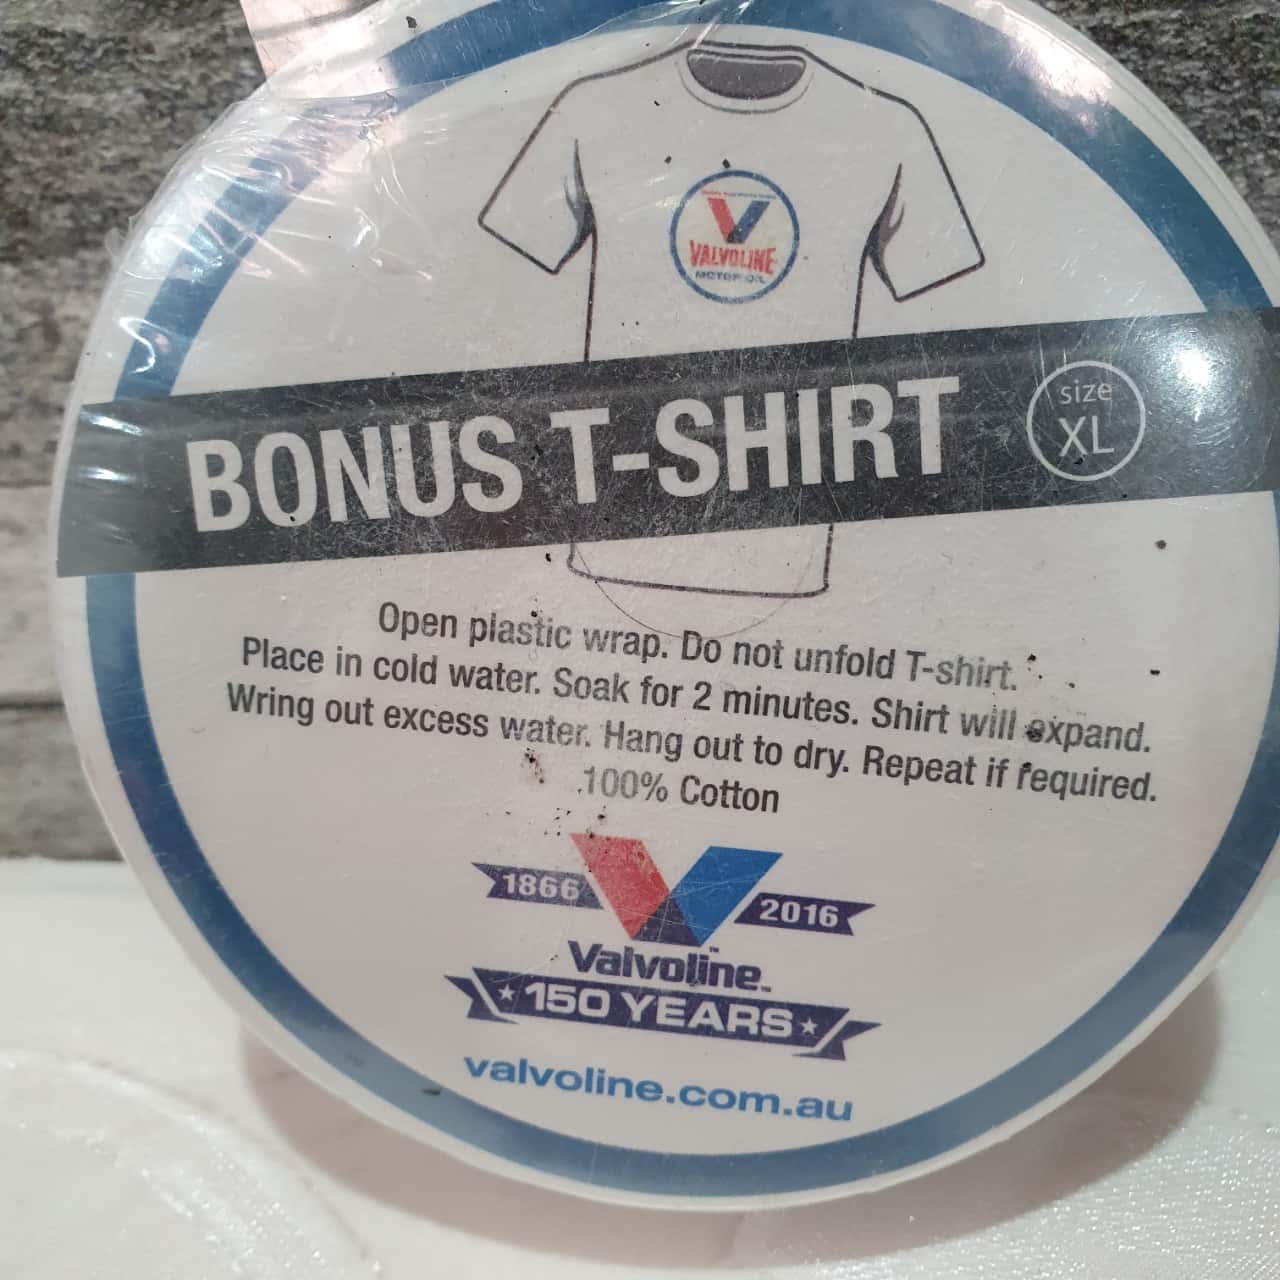 VALVOLINE
MOTOR OIL
BONUS T-SHIRT
size
XL
Open plastic wrap. Do not unfold T-shirt.
Place in cold water. Soak for 2 minutes. Shirt will expand.
Wring out excess water. Hang out to dry. Repeat if required.
100% Cotton
1866
2016
Valvoline™
150 YEARS
valvoline.com.au